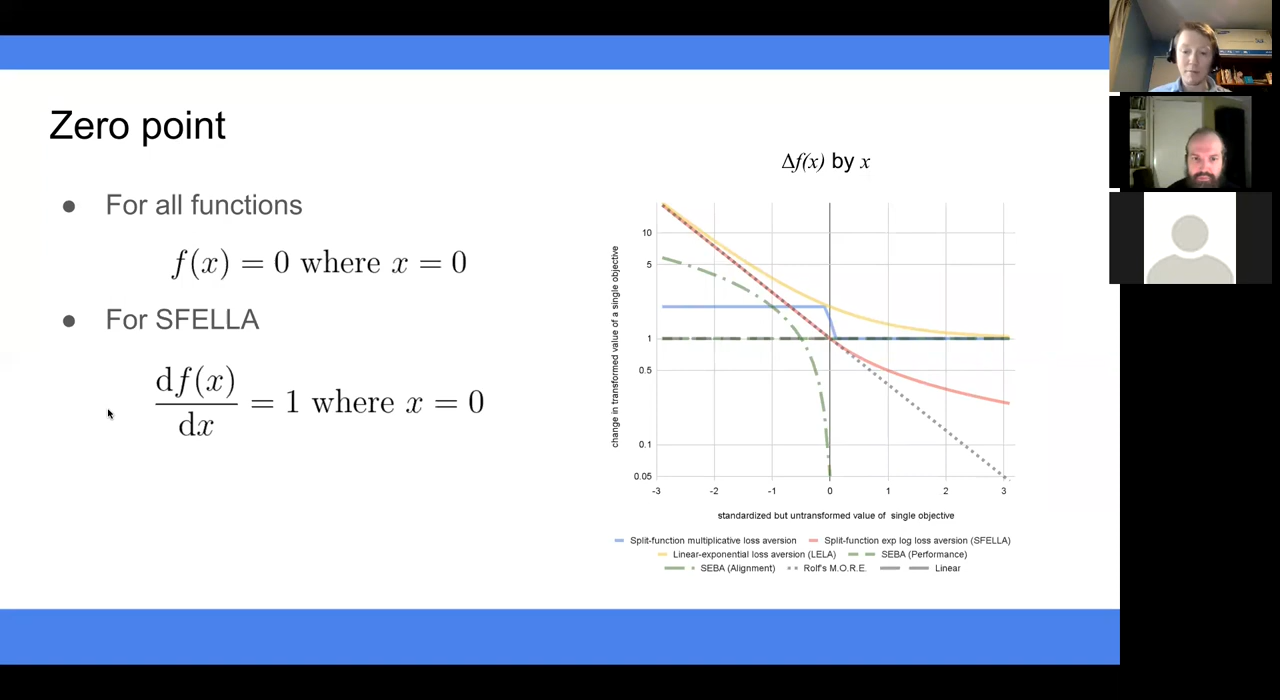 Zero point
● For all functions
f(x) = 0 where x = 0
● For SFELLA
df(x)
dx
= 1 where x = 0
Δf(x) by x
change in transformed value of a single objective
10
5
1
0.5
0.1
0.05
-3 -2 -1 0 1 2 3
standardized but untransformed value of single objective
Split-function multiplicative loss aversion Split-function exp log loss aversion (SFELLA)
Linear-exponential loss aversion (LELA) SEBA (Performance)
SEBA (Alignment) Rolf's M.O.R.E. Linear